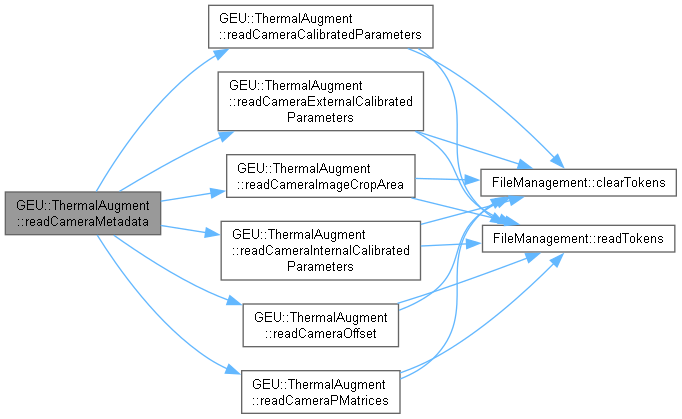 GEU::ThermalAugment
::readCameraMetadata
GEU::ThermalAugment
::readCameraCalibratedParameters
GEU::ThermalAugment
::readCameraExternalCalibrated
Parameters
GEU::ThermalAugment
::readCameraImageCropArea
GEU::ThermalAugment
::readCameraInternalCalibrated
Parameters
GEU::ThermalAugment
::readCameraOffset
GEU::ThermalAugment
::readCameraPMatrices
FileManagement::clearTokens
FileManagement::readTokens